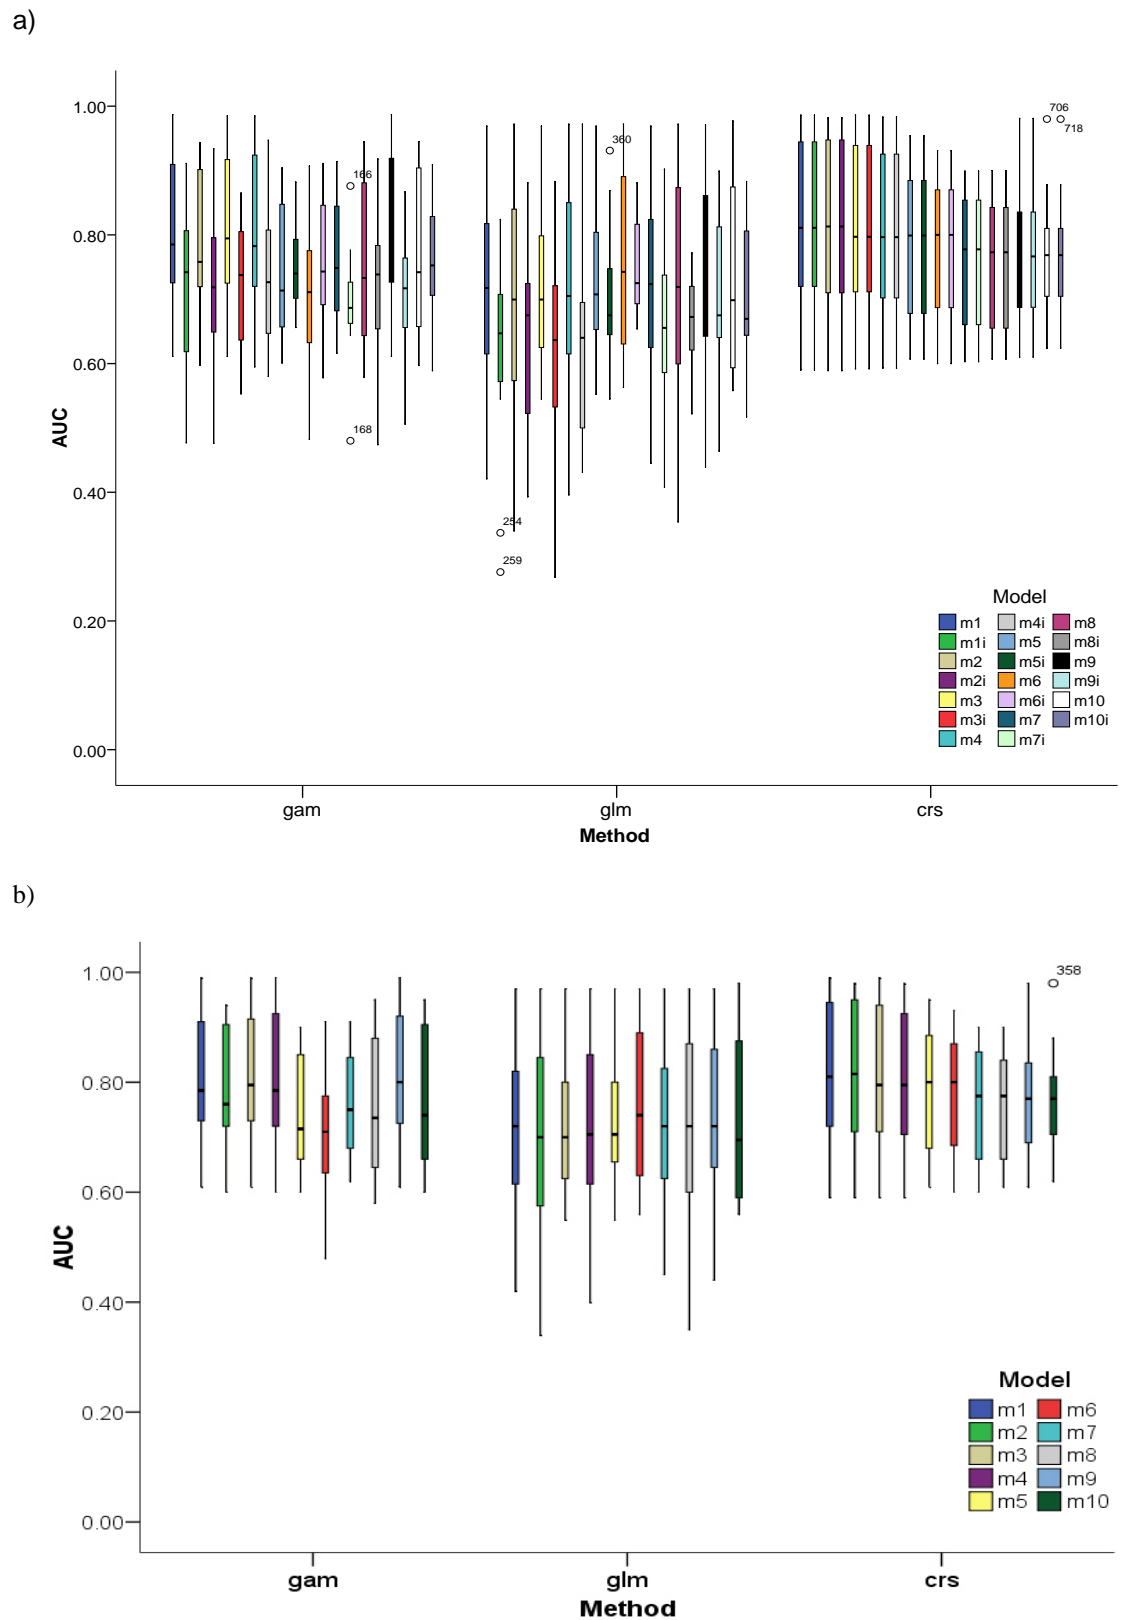 a)
1.00
0.80
0.60
0.40
0.20
0.00
AUC
166
168
254
259
360
706
718
Model
m1 m4i m8
m1i m5 m8i
m2 m5i m9
m2i m6 m9i
m3 m6i m10
m3i m7 m10i
m4 m7i
gam glm crs
Method
b)
1.00
0.80
0.60
0.40
0.20
0.00
AUC
358
Model
m1 m6
m2 m7
m3 m8
m4 m9
m5 m10
gam glm crs
Method